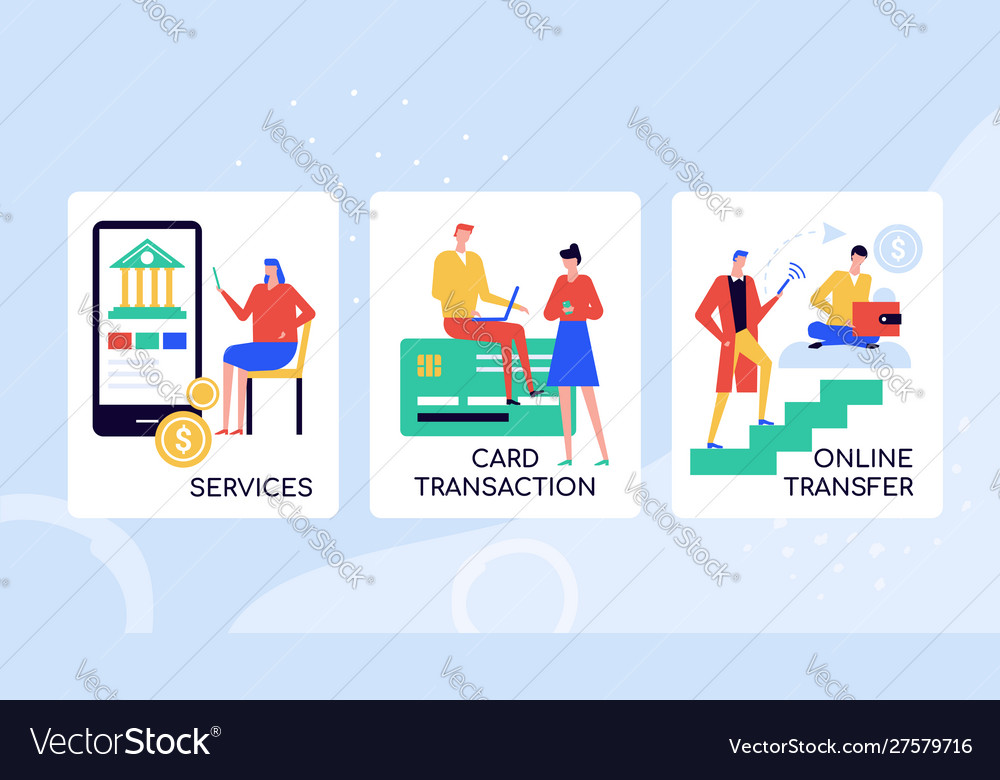 SERVICES
CARD
TRANSACTION
ONLINE
TRANSFER
$
$
VectorStock®
VectorStock.com/27579716